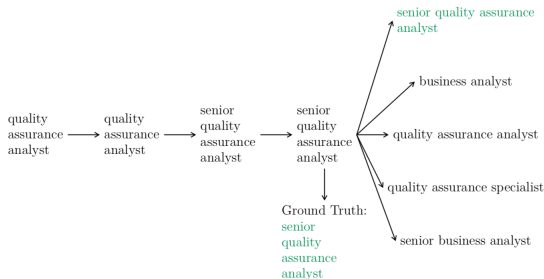 quality
assurance
analyst
quality
assurance
analyst
senior
quality
assurance
analyst
senior
quality
assurance
analyst
senior quality assurance
analyst
business analyst
quality assurance analyst
quality assurance specialist
senior business analyst
Ground Truth:
senior
quality
assurance
analyst